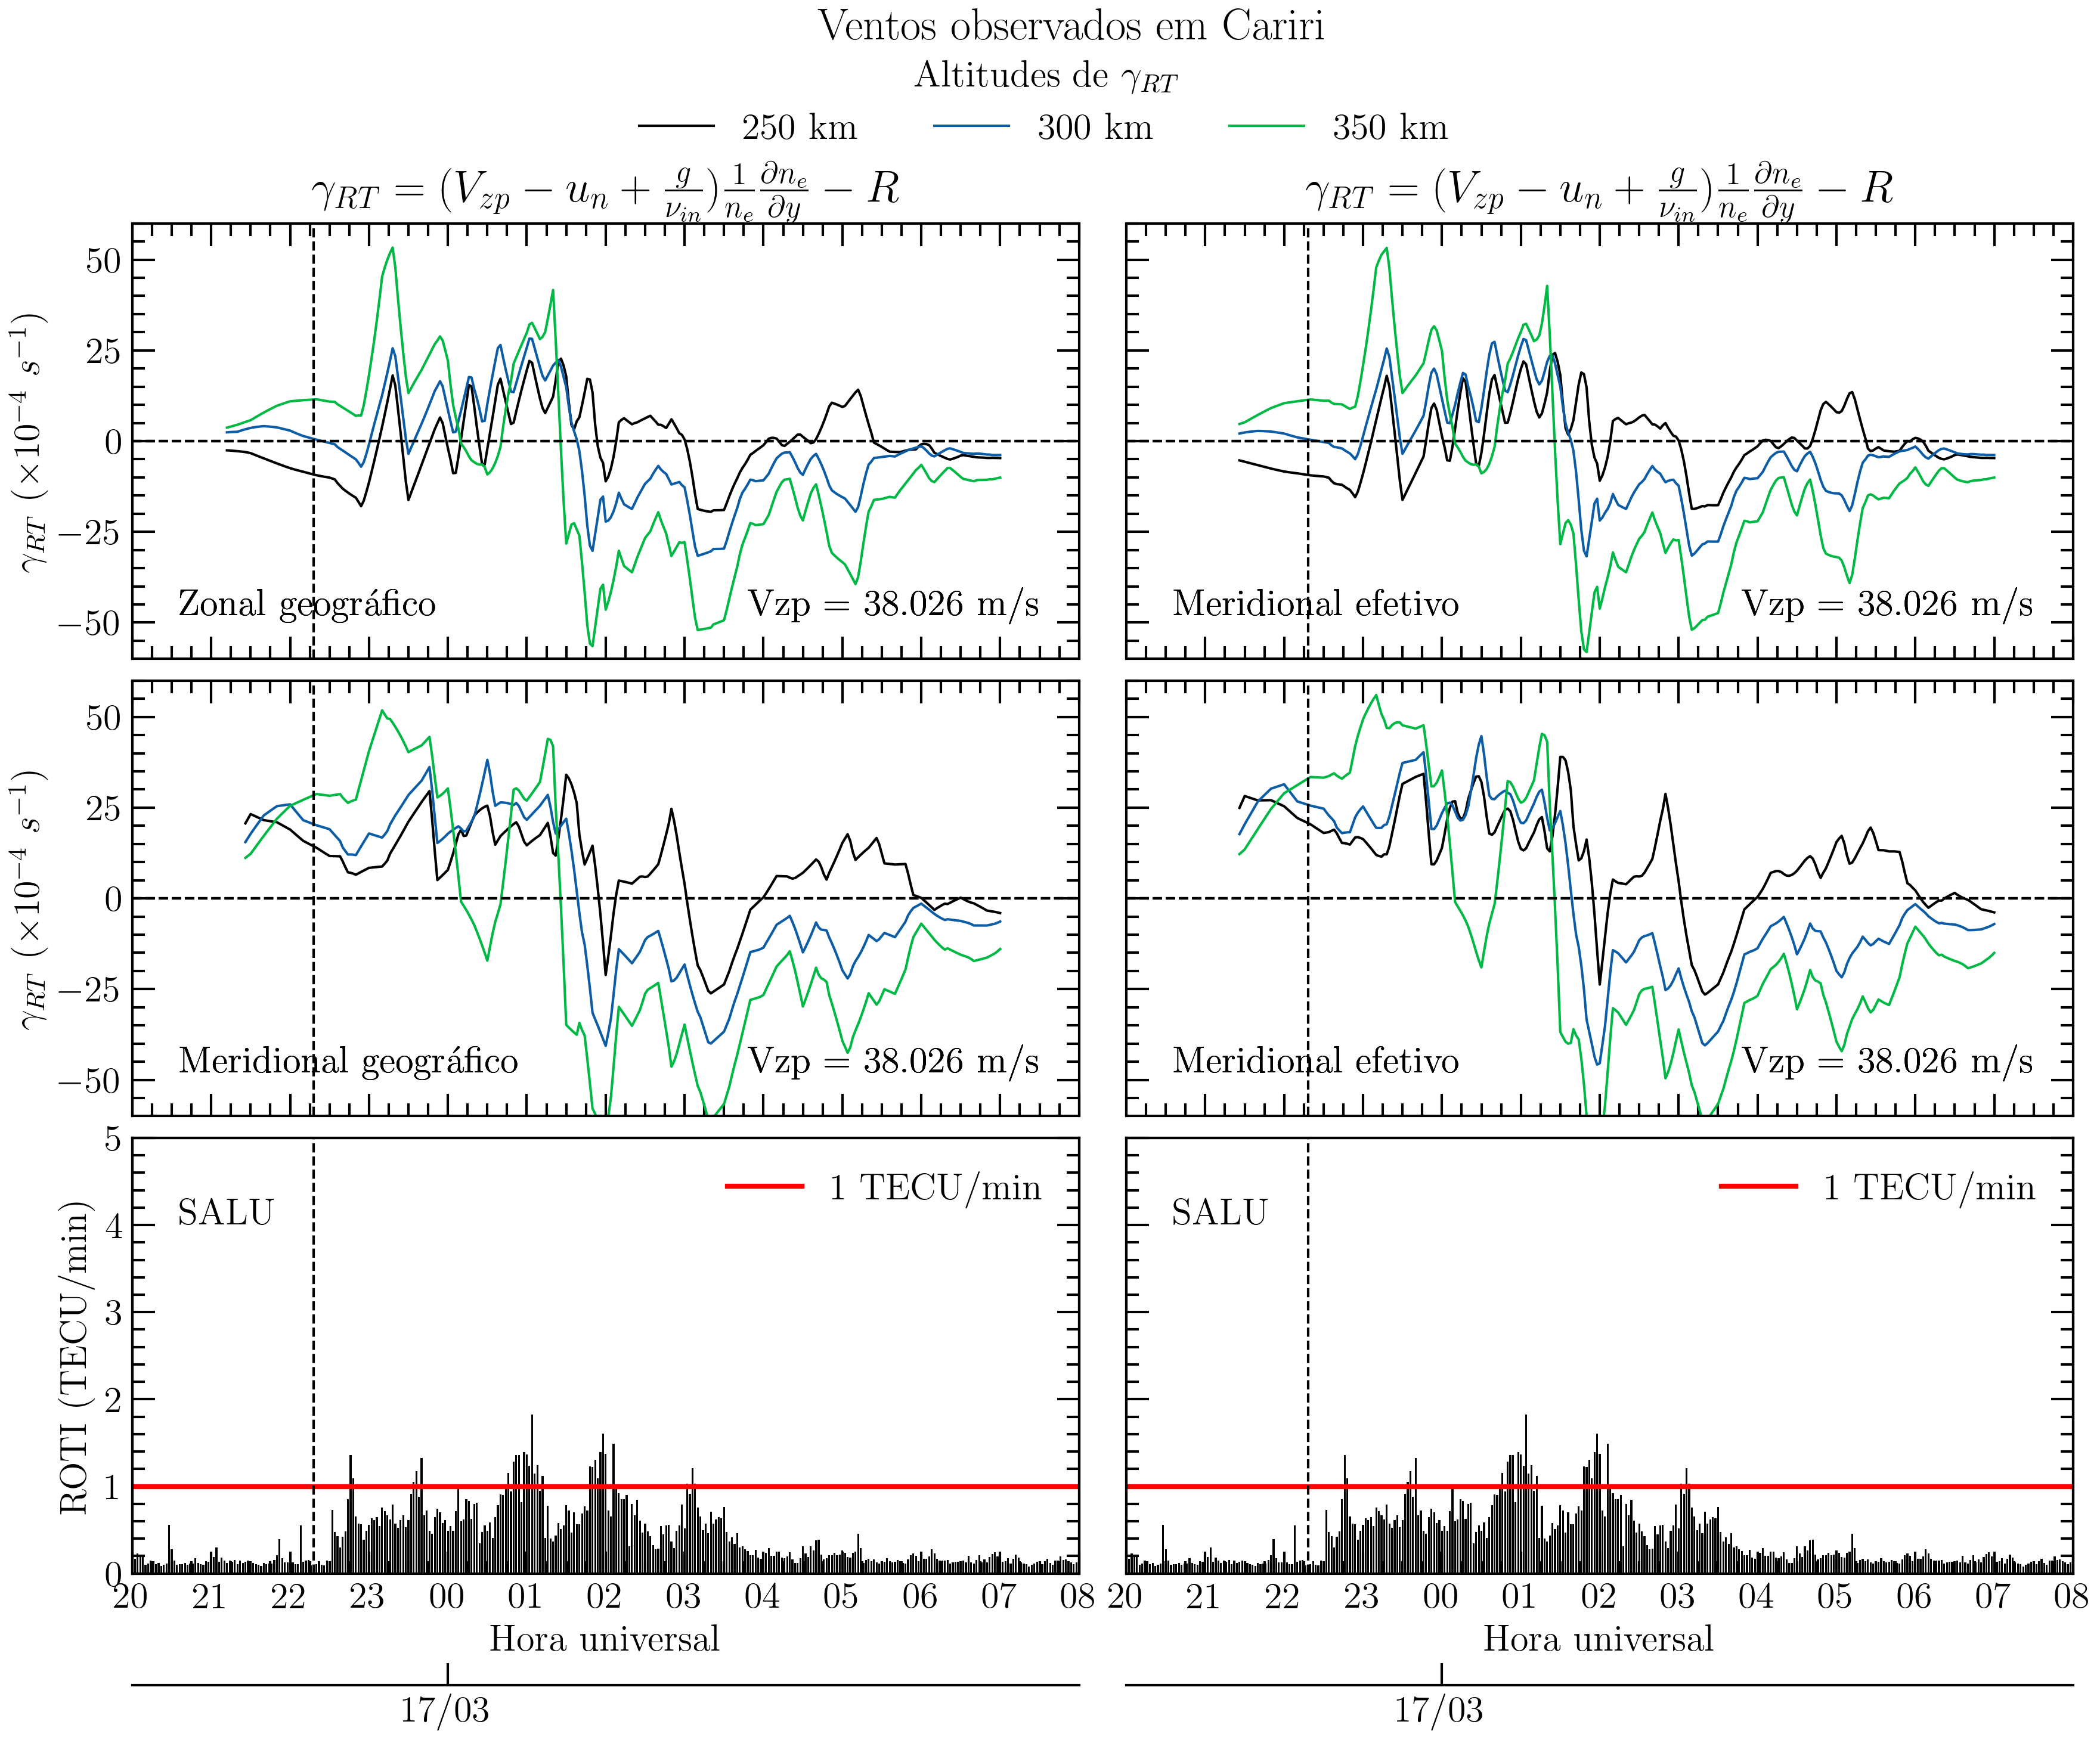 Ventos observados em Cariri
Altitudes de γ_RT
250 km 300 km 350 km
γ_RT = (V_zp − u_n + g/ν_in) 1/n_e ∂n_e/∂y − R
γ_RT = (V_zp − u_n + g/ν_in) 1/n_e ∂n_e/∂y − R
γ_RT (×10⁻⁴ s⁻¹)
50
25
0
−25
−50
Zonal geográfico
Vzp = 38.026 m/s
Meridional efetivo
Vzp = 38.026 m/s
γ_RT (×10⁻⁴ s⁻¹)
50
25
0
−25
−50
Meridional geográfico
Vzp = 38.026 m/s
Meridional efetivo
Vzp = 38.026 m/s
ROTI (TECU/min)
5
4
3
2
1
0
SALU
1 TECU/min
SALU
1 TECU/min
20 21 22 23 00 01 02 03 04 05 06 07 08
20 21 22 23 00 01 02 03 04 05 06 07 08
Hora universal
Hora universal
17/03
17/03